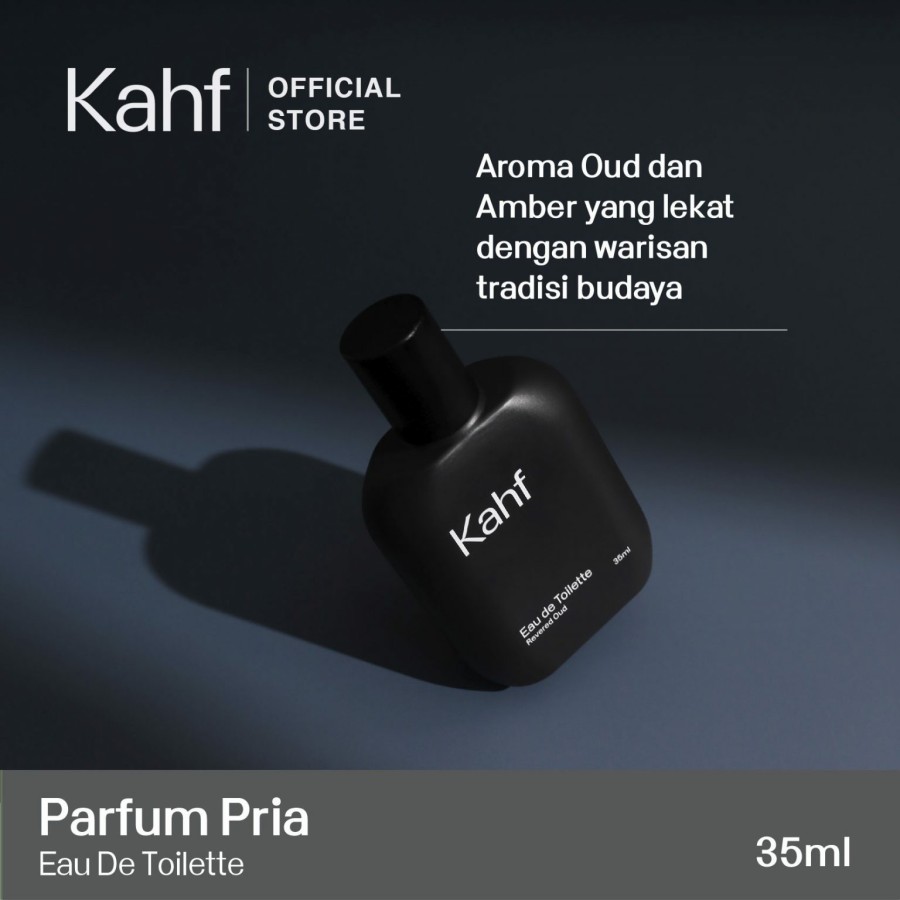 Kahf
OFFICIAL
STORE
Aroma Oud dan
Amber yang lekat
dengan warisan
tradisi budaya
Kahf
35ml
Eau de Toilette
Revered Oud
Parfum Pria
Eau De Toilette
35ml